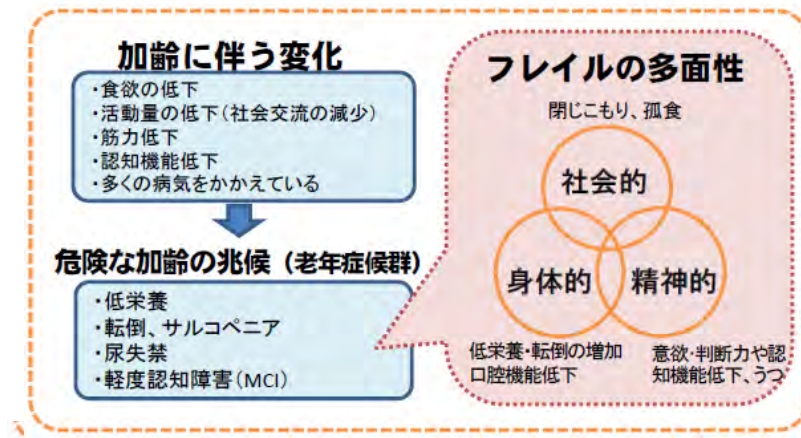 加齢に伴う変化
・食欲の低下
・活動量の低下(社会交流の減少)
・筋力低下
・認知機能低下
・多くの病気をかかえている
危険な加齢の兆候(老年症候群)
・低栄養
・転倒、サルコペニア
・尿失禁
・軽度認知障害(MCI)
フレイルの多面性
閉じこもり、孤食
社会的
身体的
精神的
低栄養・転倒の増加
口腔機能低下
意欲・判断力や認
知機能低下、うつ